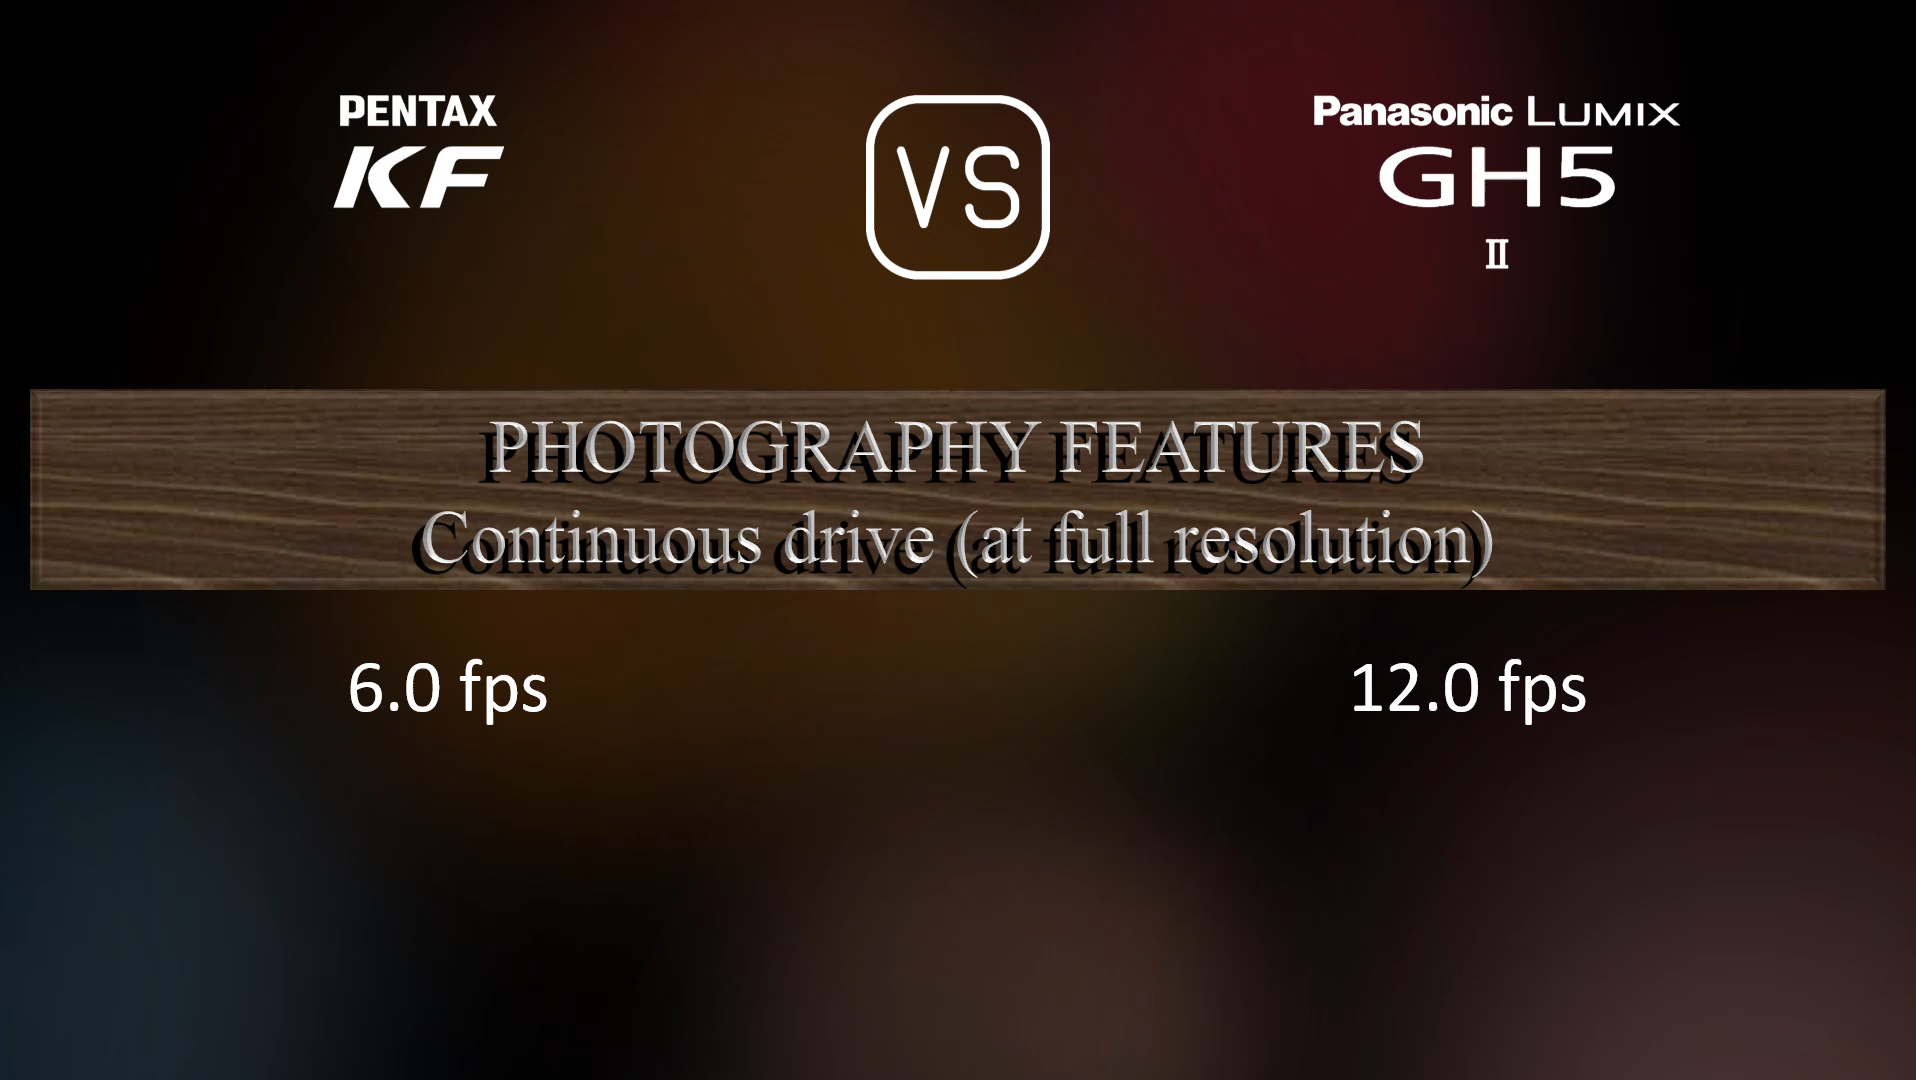 PENTAX
KF
VS
Panasonic LUMIX
GH5
II
PHOTOGRAPHY FEATURES
Continuous drive (at full resolution)
6.0 fps
12.0 fps